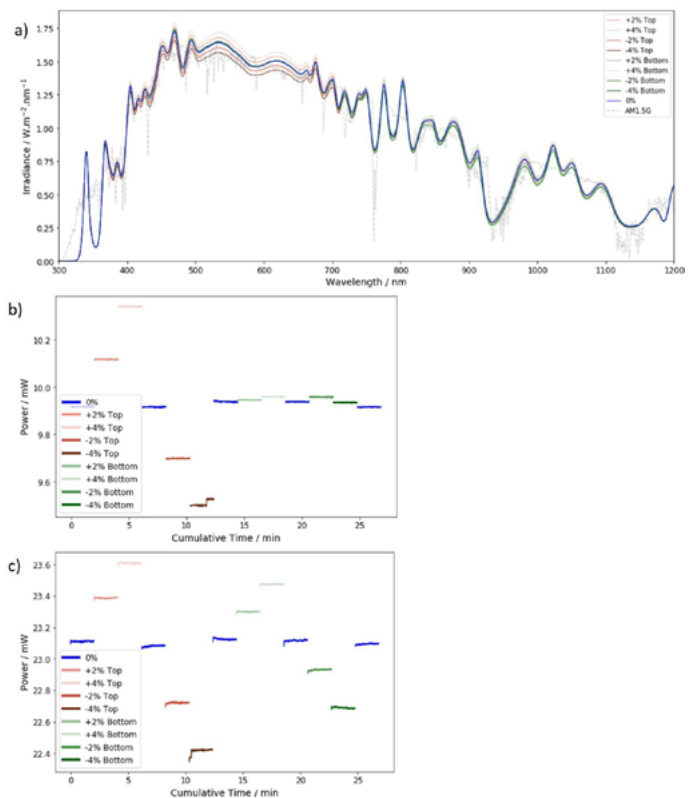 a)
1.75
1.50
1.25
1.00
0.75
0.50
0.25
0.00
Irradiance / W.m⁻².nm⁻¹
300 400 500 600 700 800 900 1000 1100 1200
Wavelength / nm
+2% Top
+4% Top
-2% Top
-4% Top
+2% Bottom
+4% Bottom
-2% Bottom
-4% Bottom
0%
AM1.5G
b)
10.2
10.0
9.8
9.6
Power / mW
0%
+2% Top
+4% Top
-2% Top
-4% Top
+2% Bottom
+4% Bottom
-2% Bottom
-4% Bottom
0 5 10 15 20 25
Cumulative Time / min
c)
23.6
23.4
23.2
23.0
22.8
22.6
22.4
Power / mW
0%
+2% Top
+4% Top
-2% Top
-4% Top
+2% Bottom
+4% Bottom
-2% Bottom
-4% Bottom
0 5 10 15 20 25
Cumulative Time / min